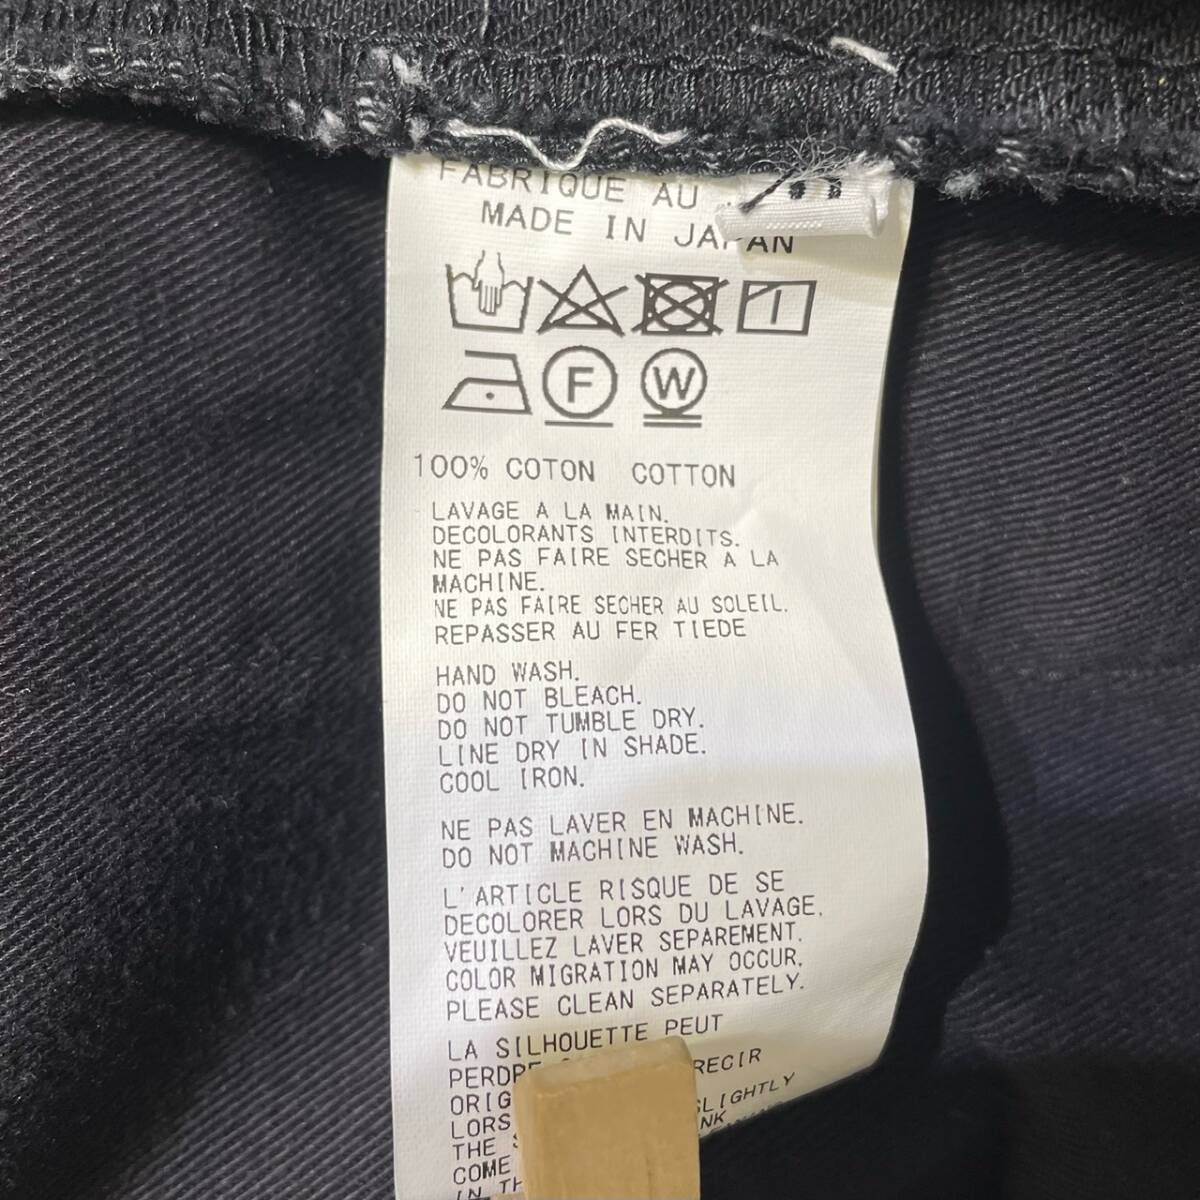 FABRIQUE AU
MADE IN JAPAN
F W
100% COTON COTTON
LAVAGE A LA MAIN.
DECOLORANTS INTERDITS.
NE PAS FAIRE SECHER A LA
MACHINE.
NE PAS FAIRE SECHER AU SOLEIL.
REPASSER AU FER TIEDE
HAND WASH.
DO NOT BLEACH.
DO NOT TUMBLE DRY.
LINE DRY IN SHADE.
COOL IRON.
NE PAS LAVER EN MACHINE.
DO NOT MACHINE WASH.
L'ARTICLE RISQUE DE SE
DECOLORER LORS DU LAVAGE.
VEUILLEZ LAVER SEPAREMENT.
COLOR MIGRATION MAY OCCUR.
PLEASE CLEAN SEPARATELY.
LA SILHOUETTE PEUT
PERDRE RECIR
ORIG SLIGHTLY
LORS NK
THE
COME
IN TH